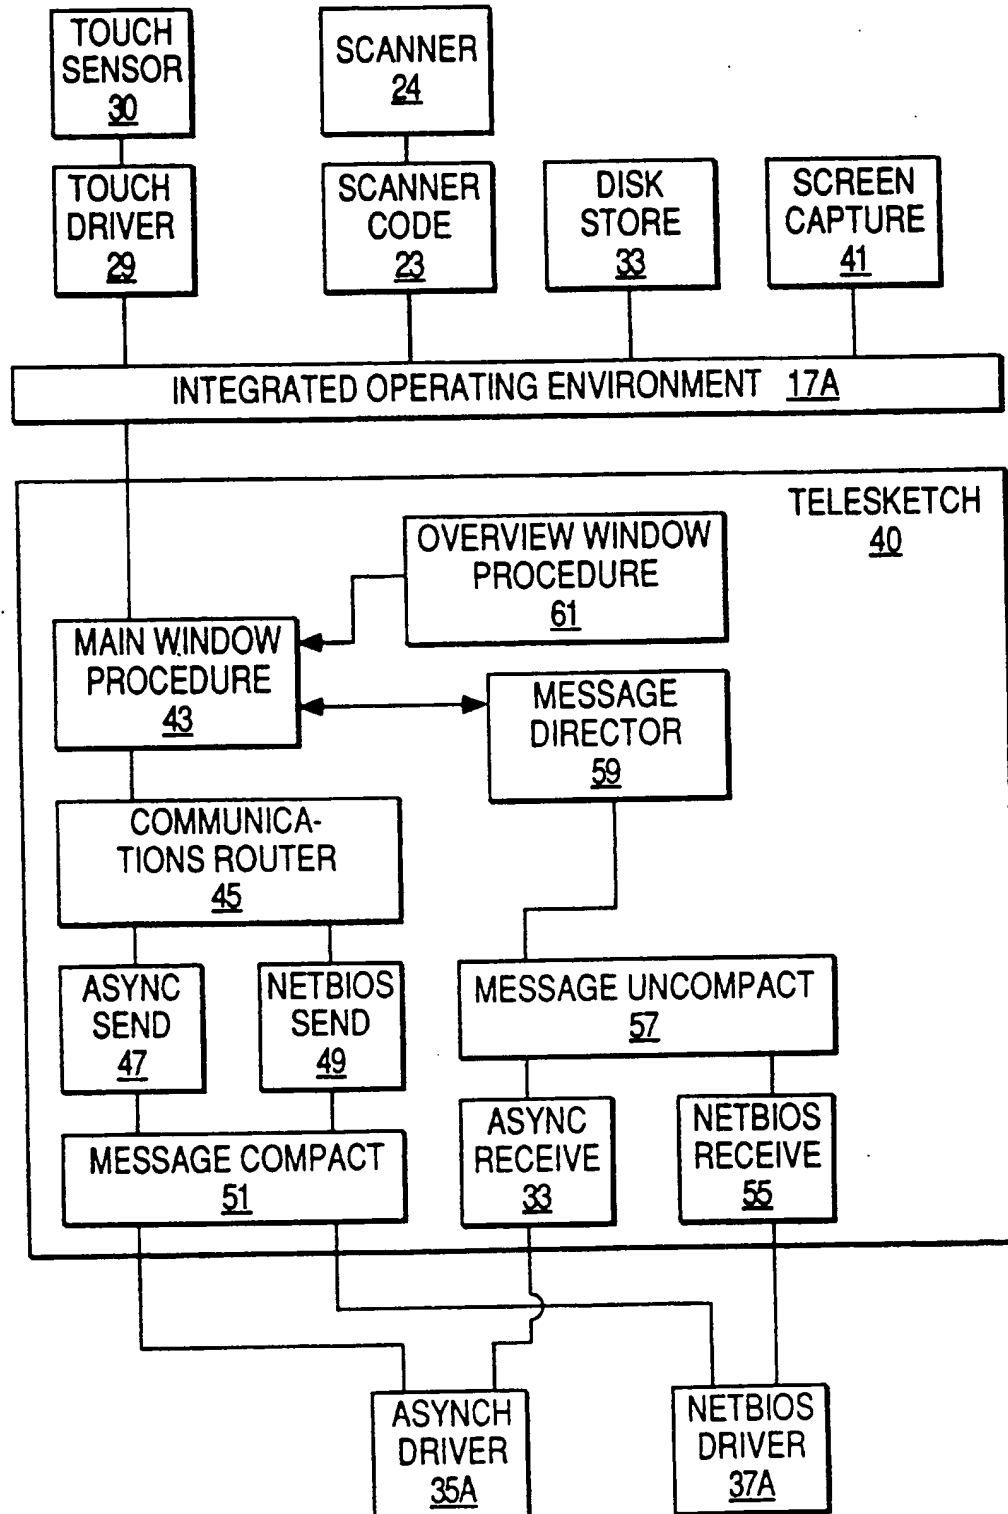 TOUCH
SENSOR
30
SCANNER
24
TOUCH
DRIVER
29
SCANNER
CODE
23
DISK
STORE
33
SCREEN
CAPTURE
41
INTEGRATED OPERATING ENVIRONMENT 17A
TELESKETCH
40
OVERVIEW WINDOW
PROCEDURE
61
MAIN WINDOW
PROCEDURE
43
MESSAGE
DIRECTOR
59
COMMUNICA-
TIONS ROUTER
45
ASYNC
SEND
47
NETBIOS
SEND
49
MESSAGE UNCOMPACT
57
MESSAGE COMPACT
51
ASYNC
RECEIVE
33
NETBIOS
RECEIVE
55
ASYNCH
DRIVER
35A
NETBIOS
DRIVER
37A